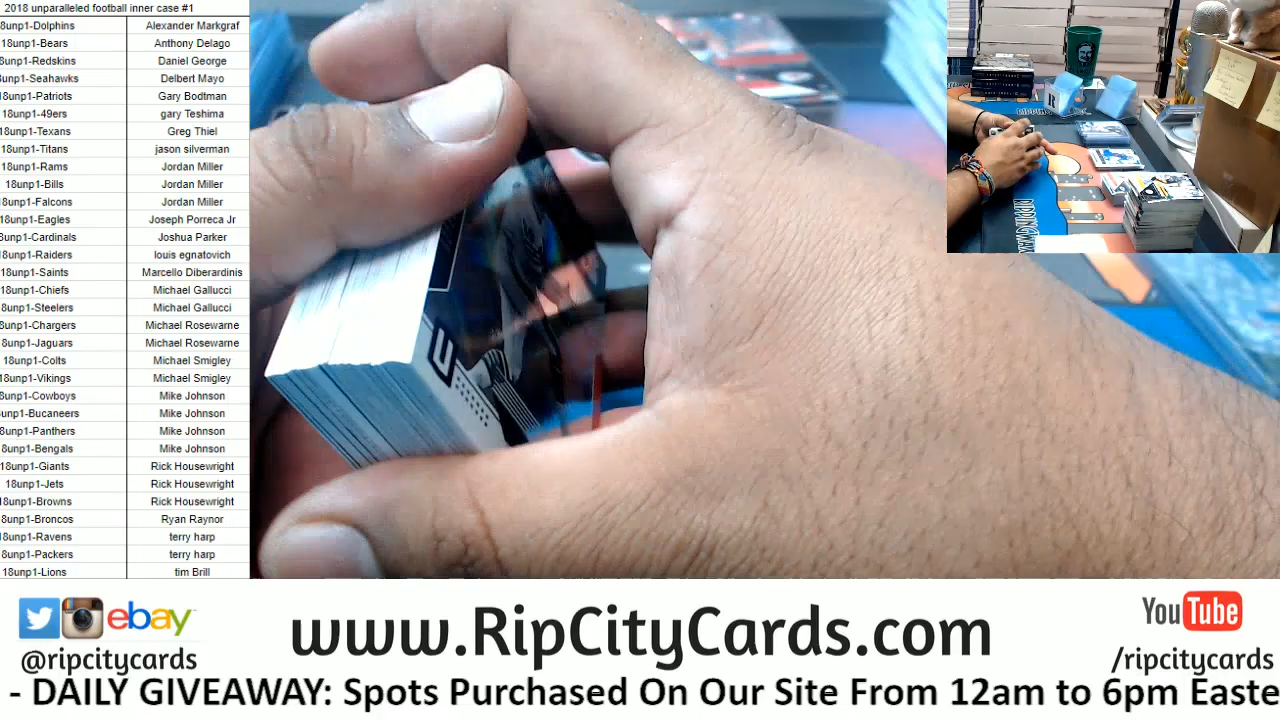 2018 unparalleled football inner case #1
8unp1-Dolphins Alexander Markgraf
18unp1-Bears Anthony Delago
8unp1-Redskins Daniel George
8unp1-Seahawks Delbert Mayo
8unp1-Patriots Gary Bodtman
18unp1-49ers gary Teshima
18unp1-Texans Greg Thiel
18unp1-Titans jason silverman
18unp1-Rams Jordan Miller
18unp1-Bills Jordan Miller
18unp1-Falcons Jordan Miller
18unp1-Eagles Joseph Porreca Jr
8unp1-Cardinals Joshua Parker
18unp1-Raiders louis egnatovich
18unp1-Saints Marcello Diberardinis
18unp1-Chiefs Michael Gallucci
8unp1-Steelers Michael Gallucci
8unp1-Chargers Michael Rosewarne
8unp1-Jaguars Michael Rosewarne
18unp1-Colts Michael Smigley
18unp1-Vikings Michael Smigley
8unp1-Cowboys Mike Johnson
unp1-Bucaneers Mike Johnson
8unp1-Panthers Mike Johnson
8unp1-Bengals Mike Johnson
18unp1-Giants Rick Housewright
18unp1-Jets Rick Housewright
18unp1-Browns Rick Housewright
8unp1-Broncos Ryan Raynor
18unp1-Ravens terry harp
8unp1-Packers terry harp
18unp1-Lions tim Brill
ebay
@ripcitycards
www.RipCityCards.com
YouTube
/ripcitycards
- DAILY GIVEAWAY: Spots Purchased On Our Site From 12am to 6pm Easte